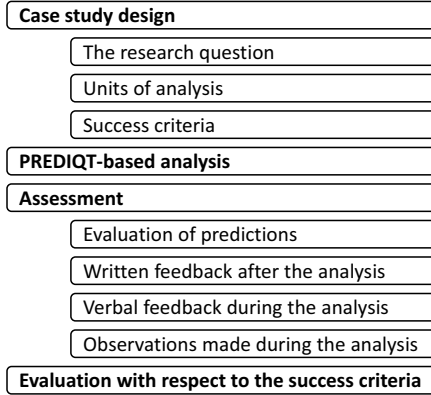 Case study design
The research question
Units of analysis
Success criteria
PREDIQT-based analysis
Assessment
Evaluation of predictions
Written feedback after the analysis
Verbal feedback during the analysis
Observations made during the analysis
Evaluation with respect to the success criteria